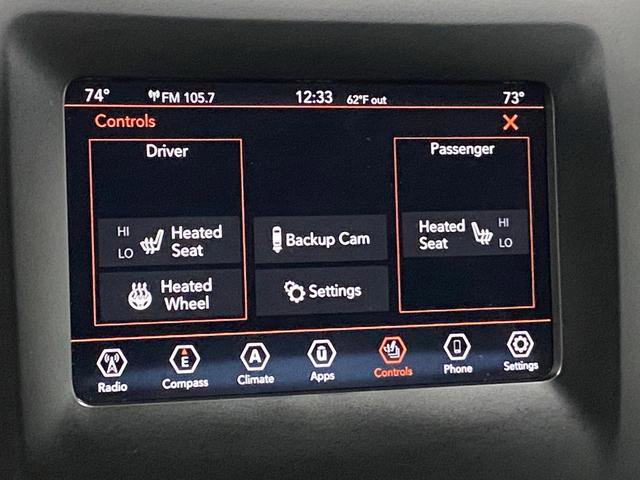 74° FM 105.7 12:33 62°F out 73°
Controls X
Driver
Passenger
HI
LO
Heated
Seat
Backup Cam
Heated
Seat
HI
LO
Heated
Wheel
Settings
E
A
ū
Radio Compass Climate Apps Controls Phone Settings